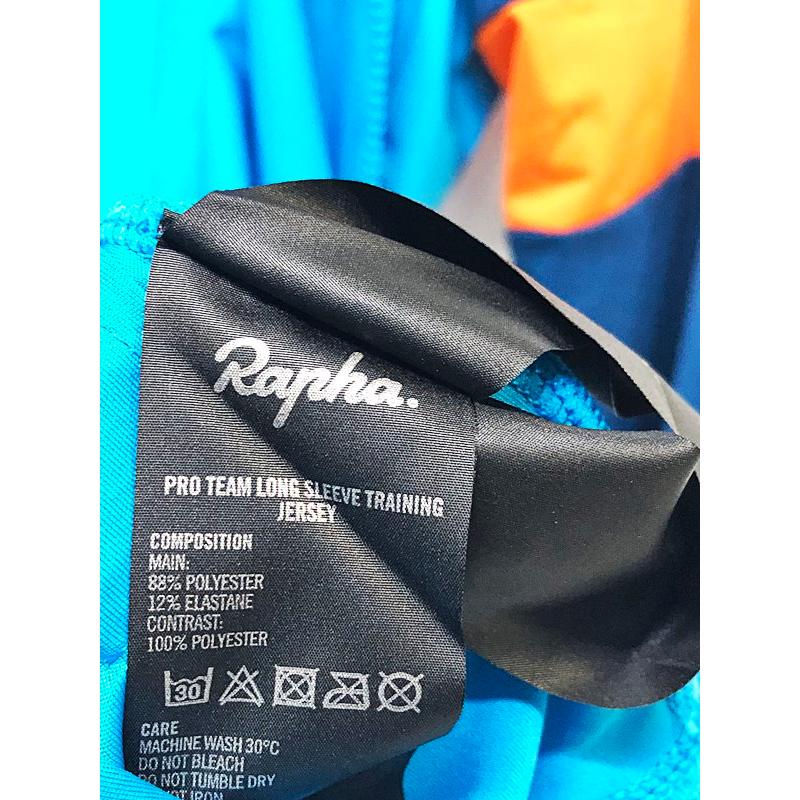 Rapha.
PRO TEAM LONG SLEEVE TRAINING
JERSEY
COMPOSITION
MAIN:
88% POLYESTER
12% ELASTANE
CONTRAST:
100% POLYESTER
30
CARE
MACHINE WASH 30°C
DO NOT BLEACH
DO NOT TUMBLE DRY
NOT IRON